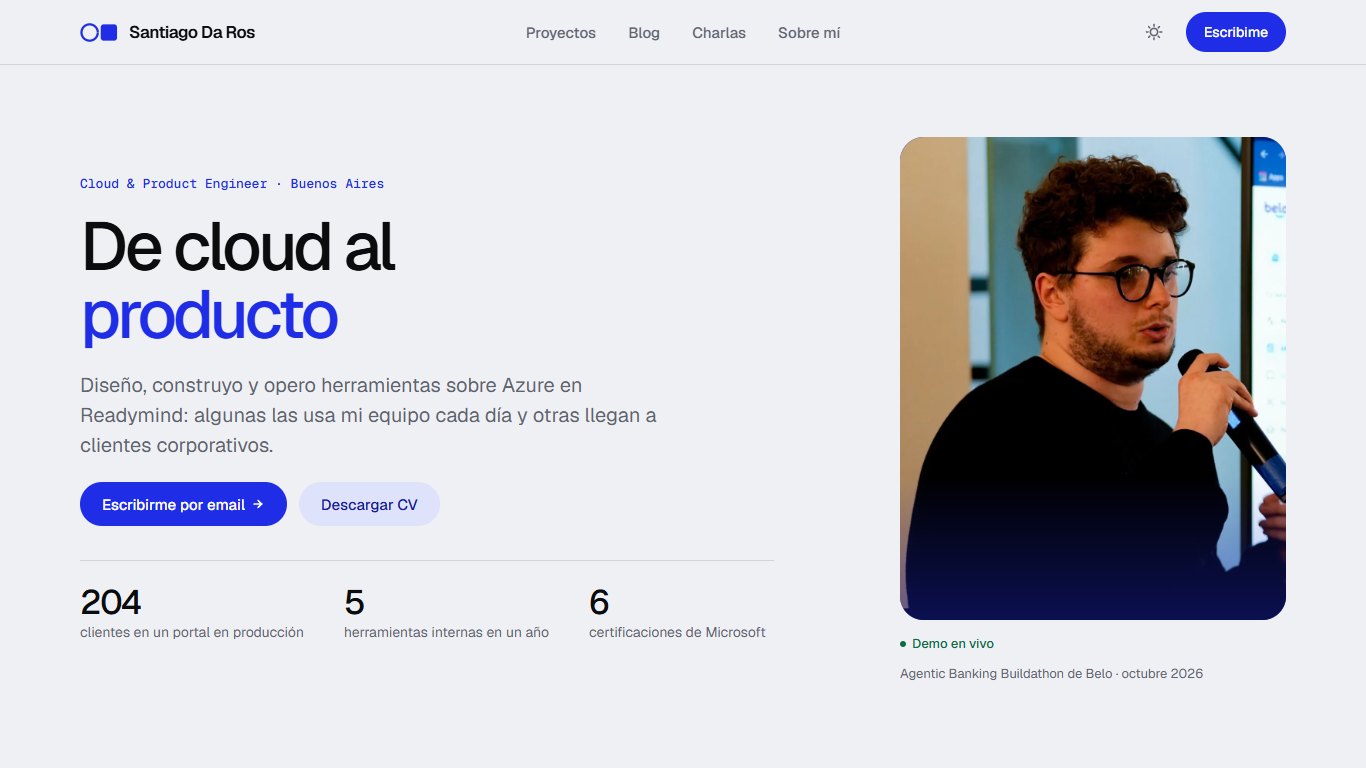 Santiago Da Ros
Proyectos
Blog
Charlas
Sobre mí
Escribime
Cloud & Product Engineer · Buenos Aires
De cloud al
producto
Diseño, construyo y opero herramientas sobre Azure en
Readymind: algunas las usa mi equipo cada día y otras llegan a
clientes corporativos.
Escribirme por email →
Descargar CV
204
clientes en un portal en producción
5
herramientas internas en un año
6
certificaciones de Microsoft
Apps
Demo en vivo
Agentic Banking Buildathon de Belo · octubre 2026